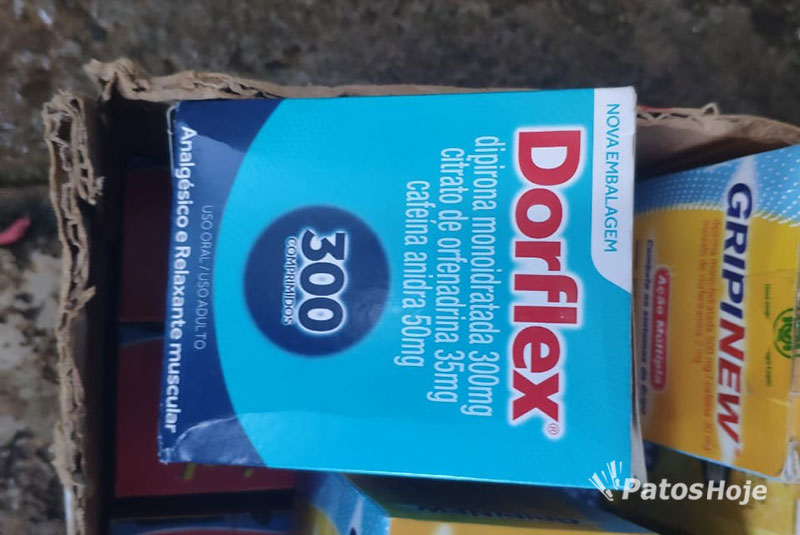 NOVA EMBALAGEM
Dorflex®
dipirona monoidratada 300mg
citrato de orfenadrina 35mg
cafeína anidra 50mg
300
COMPRIMIDOS
USO ORAL / USO ADULTO
Analgésico e Relaxante muscular
GRIPINEW®
Ação Múltipla
PatosHoje